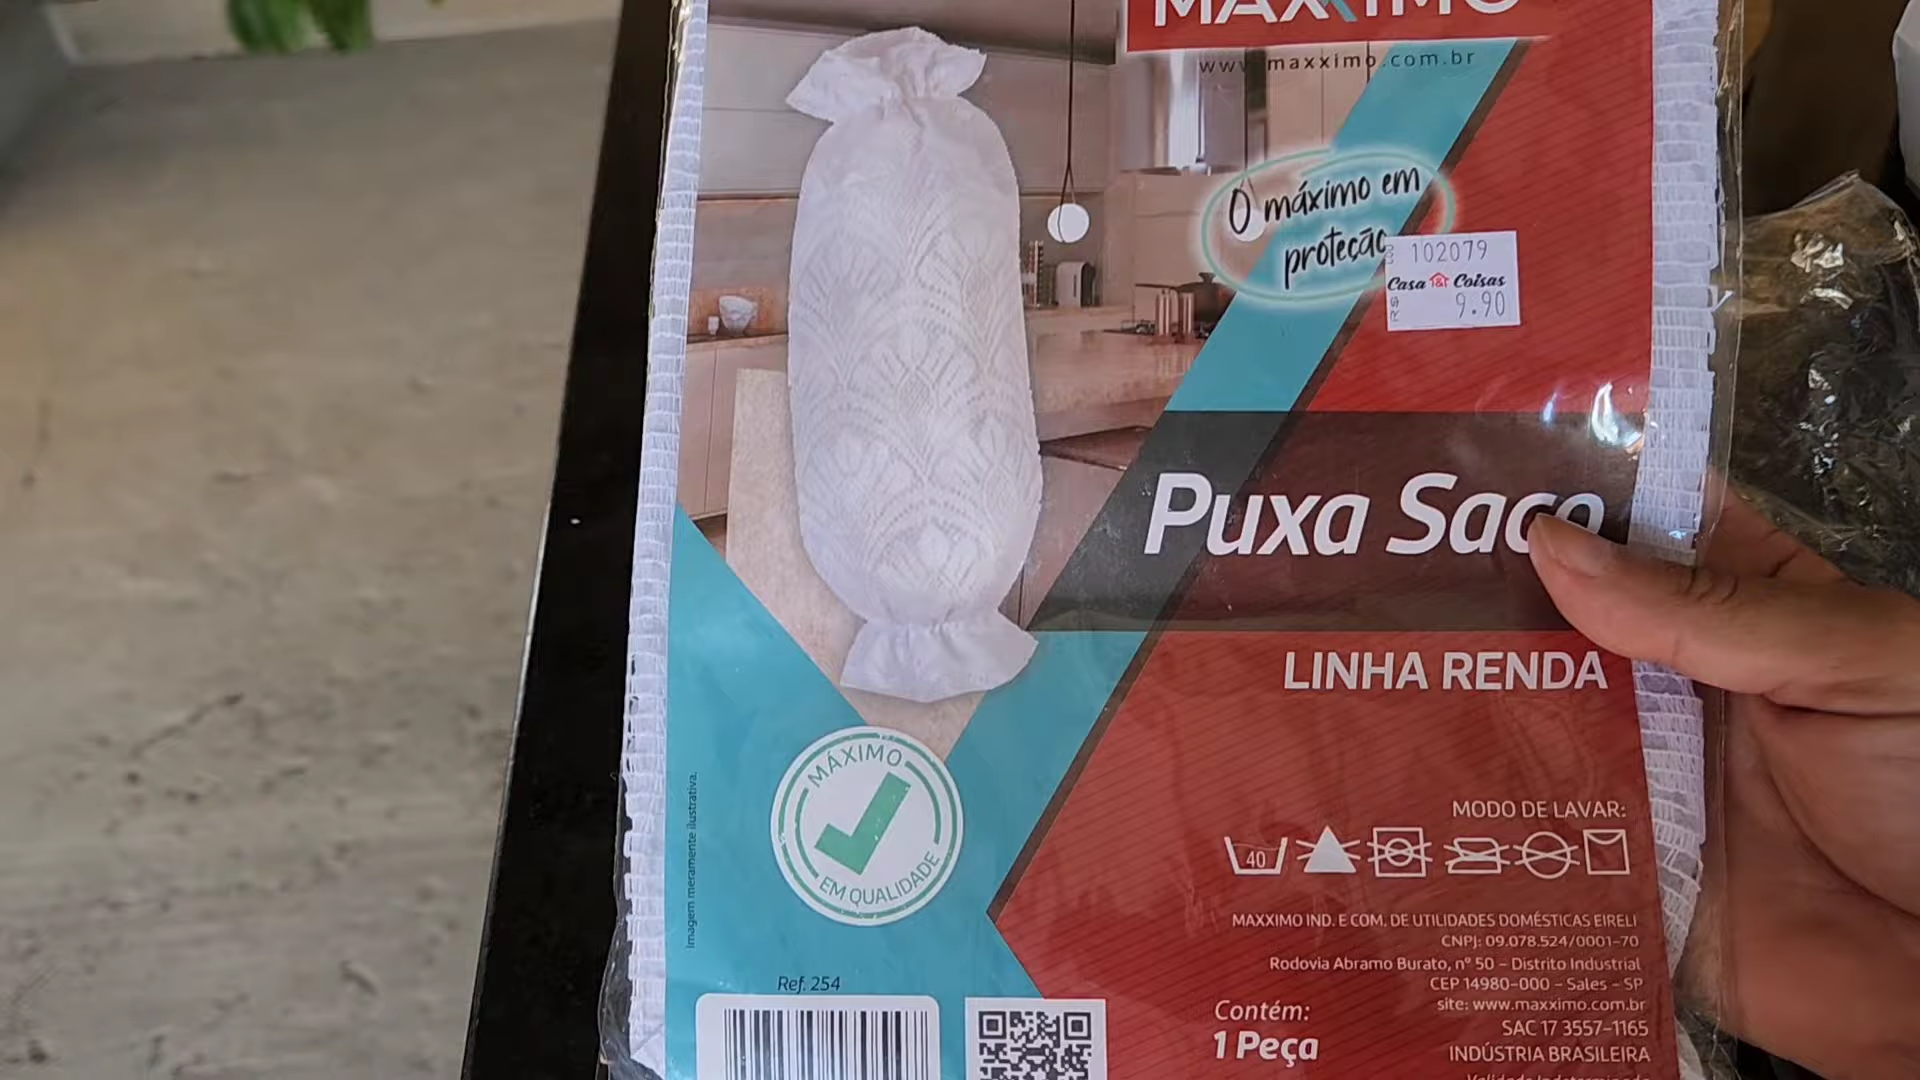 MAXXIMO
www.maxximo.com.br
O máximo em
proteção
102079
Casa & Coisas
R$ 9.90
Puxa Saco
LINHA RENDA
MÁXIMO
EM QUALIDADE
Imagem meramente ilustrativa.
MODO DE LAVAR:
40
MAXXIMO IND. E COM. DE UTILIDADES DOMÉSTICAS EIRELI
CNPJ: 09.078.524/0001-70
Rodovia Abramo Burato, nº 50 - Distrito Industrial
CEP 14980-000 - Sales - SP
site: www.maxximo.com.br
SAC 17 3557-1165
INDÚSTRIA BRASILEIRA
Validade Indeterminada
Ref. 254
Contém:
1 Peça